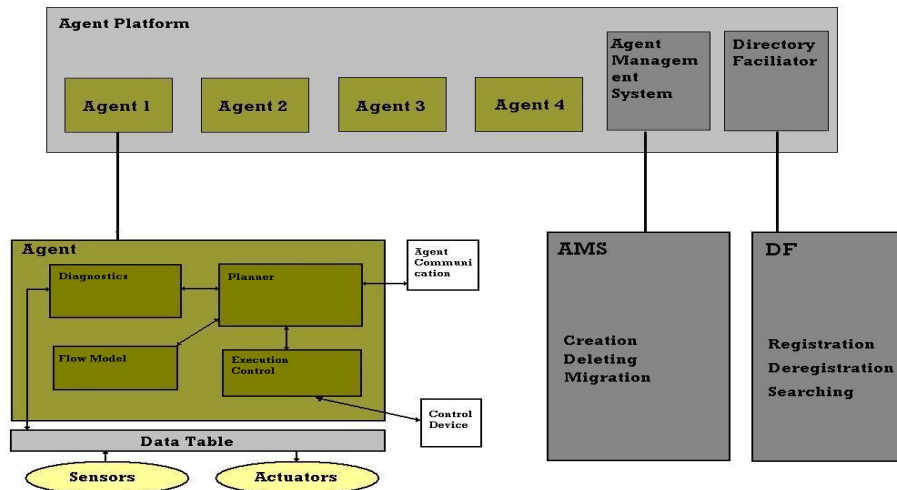 Agent Platform
Agent 1
Agent 2
Agent 3
Agent 4
Agent
Managem
ent
System
Directory
Faciliator
Agent
Diagnostics
Planner
Flow Model
Execution
Control
Agent
Communi
cation
Control
Device
Data Table
Sensors
Actuators
AMS
Creation
Deleting
Migration
DF
Registration
Deregistration
Searching